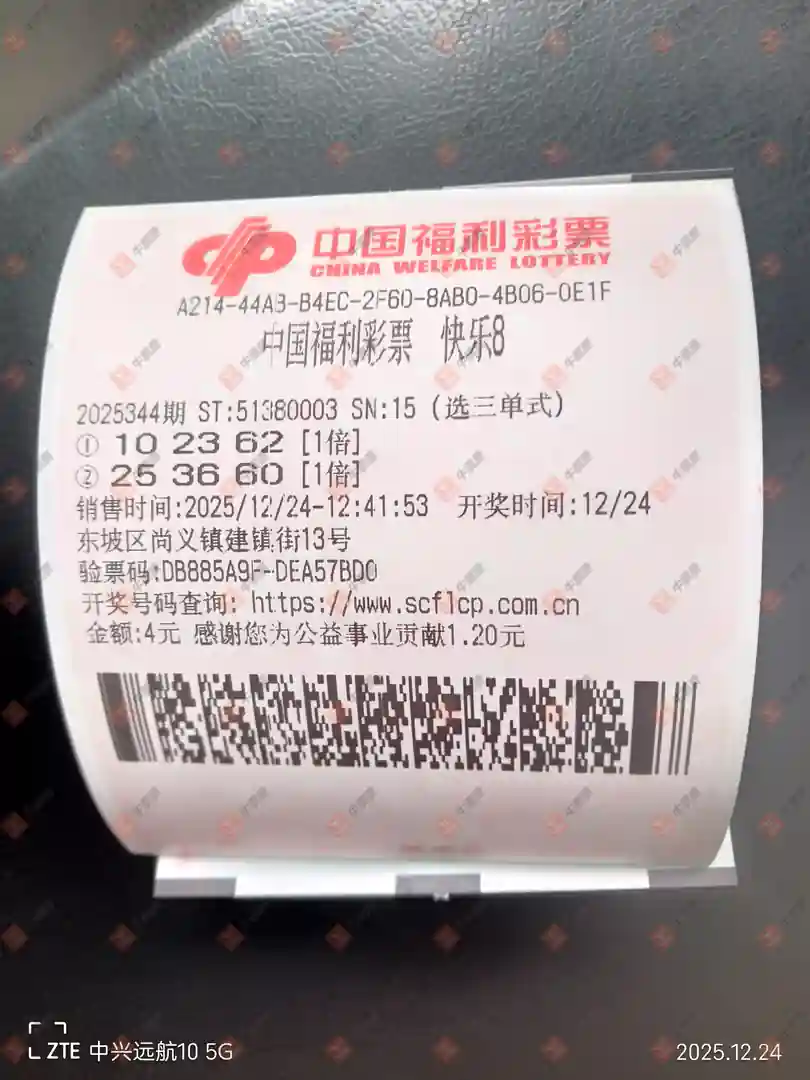 中国福利彩票
CHINA WELFARE LOTTERY
A214-44AB-B4EC-2F60-8AB0-4B06-0E1F
中国福利彩票 快乐8
2025344期 ST:51380003 SN:15 (选三单式)
① 10 23 62 [1倍]
② 25 36 60 [1倍]
销售时间:2025/12/24-12:41:53 开奖时间:12/24
东坡区尚义镇建镇街13号
验票码:DB885A9F-DEA57BD0
开奖号码查询: https://www.scflcp.com.cn
金额:4元 感谢您为公益事业贡献1.20元
ZTE 中兴远航10 5G
2025.12.24